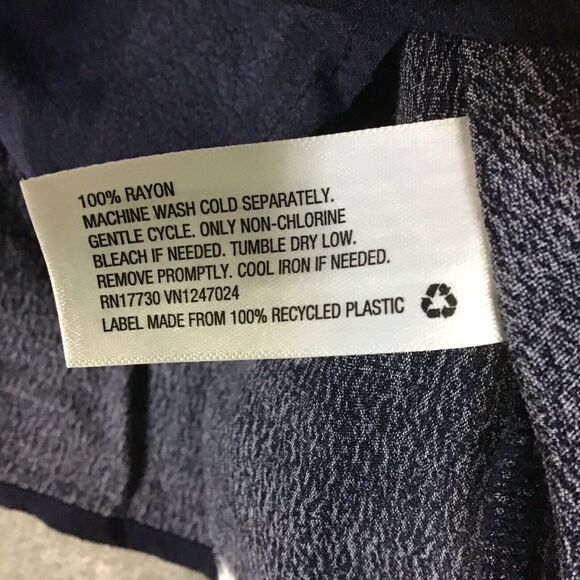 100% RAYON
MACHINE WASH COLD SEPARATELY.
GENTLE CYCLE. ONLY NON-CHLORINE
BLEACH IF NEEDED. TUMBLE DRY LOW.
REMOVE PROMPTLY. COOL IRON IF NEEDED.
RN17730 VN1247024
LABEL MADE FROM 100% RECYCLED PLASTIC